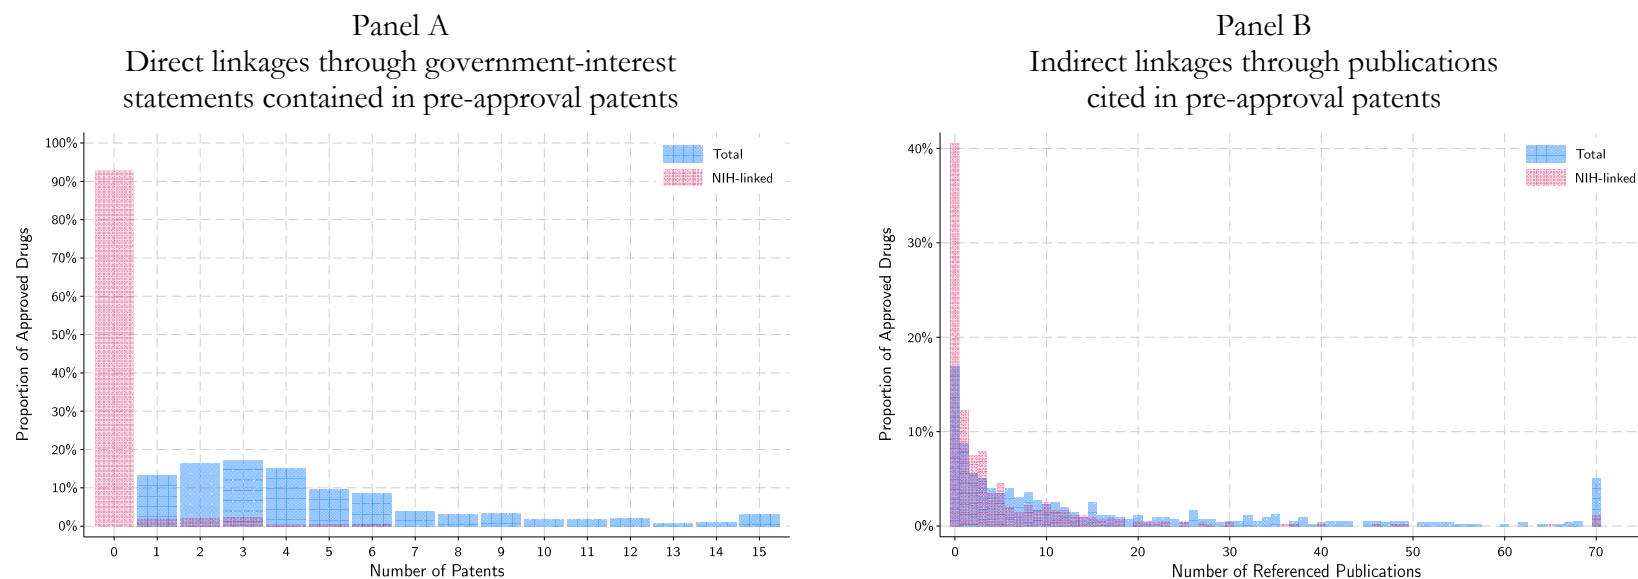 Panel A
Direct linkages through government-interest
statements contained in pre-approval patents
100%
90%
80%
70%
60%
50%
40%
30%
20%
10%
0%
Proportion of Approved Drugs
Total
NIH-linked
0 1 2 3 4 5 6 7 8 9 10 11 12 13 14 15
Number of Patents
Panel B
Indirect linkages through publications
cited in pre-approval patents
40%
30%
20%
10%
0%
Proportion of Approved Drugs
Total
NIH-linked
0 10 20 30 40 50 60 70
Number of Referenced Publications